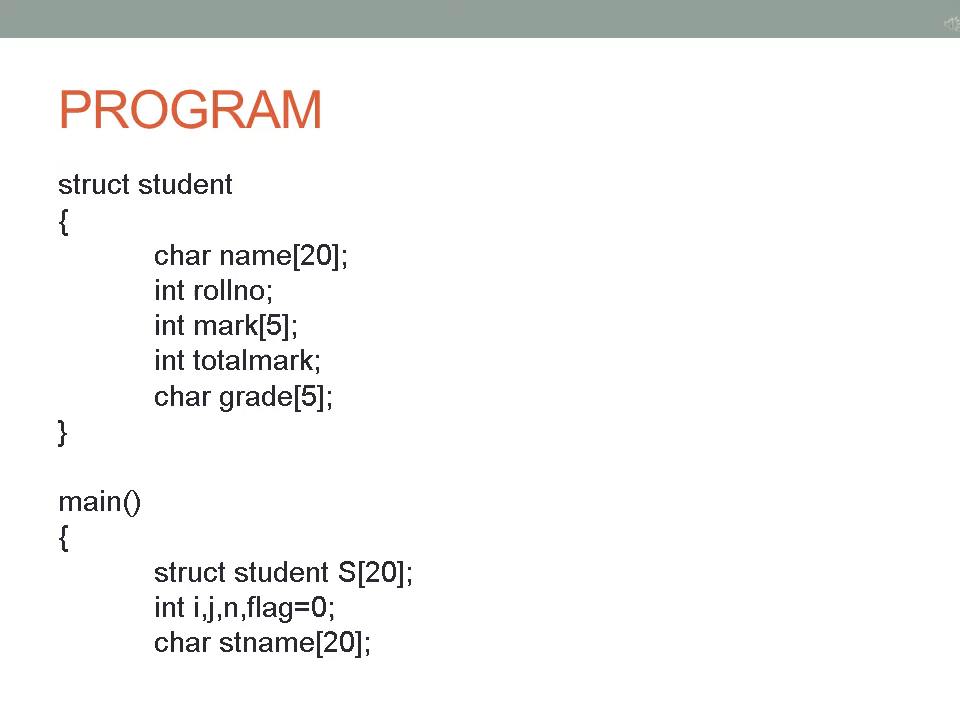 PROGRAM
struct student
{
char name[20];
int rollno;
int mark[5];
int totalmark;
char grade[5];
}
main()
{
struct student S[20];
int i,j,n,flag=0;
char stname[20];